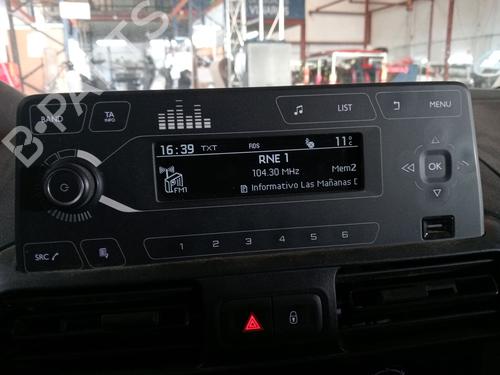 BAND
TA
INFO
LIST
MENU
16:39 TXT RDS 11°C
RNE 1
104.30 MHz Mem2
FM1
Informativo Las Mañanas D
OK
SRC
1 2 3 4 5 6
B-PARTS